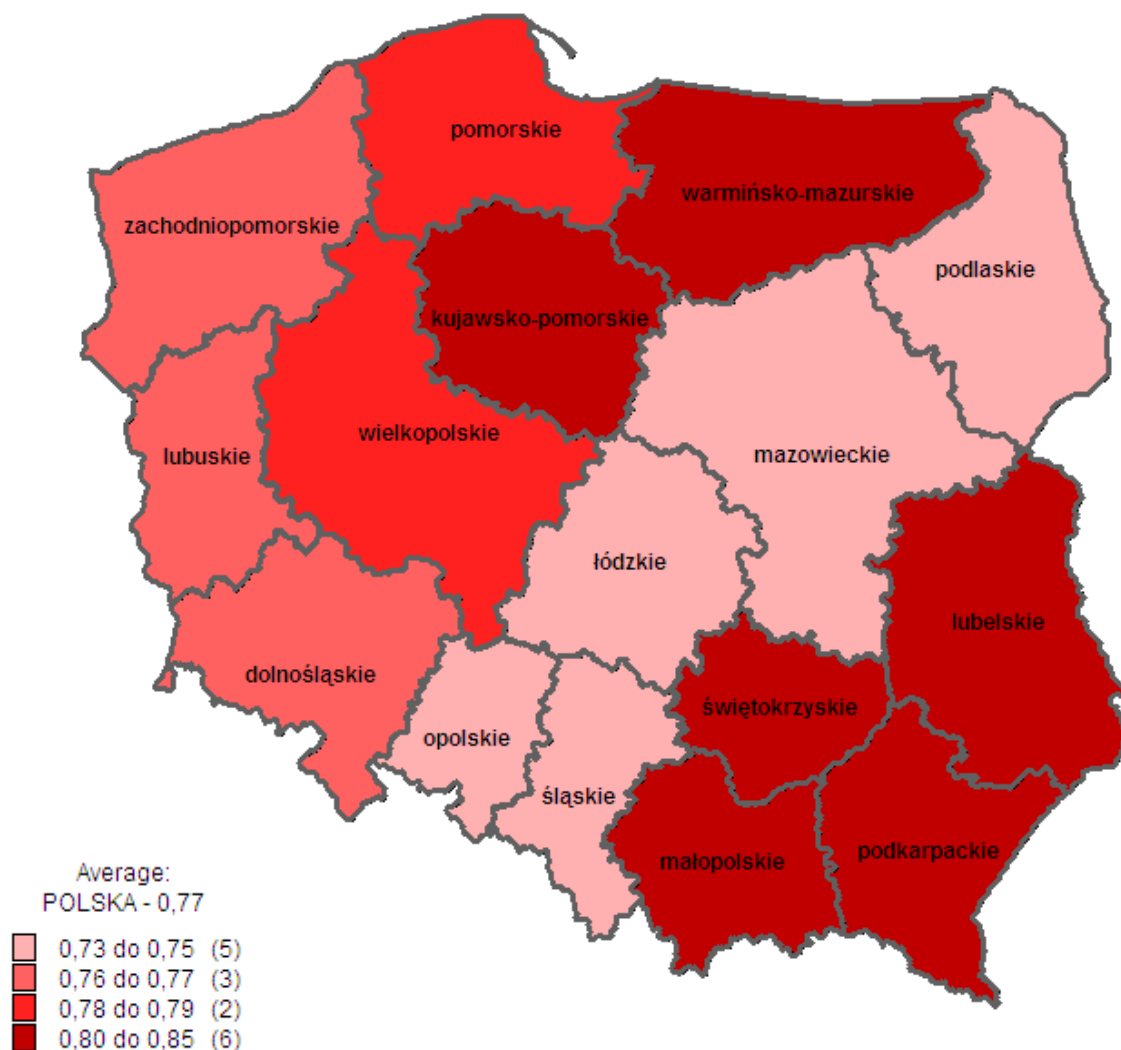 pomorskie
warmińsko-mazurskie
zachodniopomorskie
podlaskie
kujawsko-pomorskie
wielkopolskie
mazowieckie
lubuskie
łódzkie
lubelskie
dolnośląskie
świętokrzyskie
opolskie
śląskie
małopolskie
podkarpackie
Average:
POLSKA - 0,77
0,73 do 0,75 (5)
0,76 do 0,77 (3)
0,78 do 0,79 (2)
0,80 do 0,85 (6)